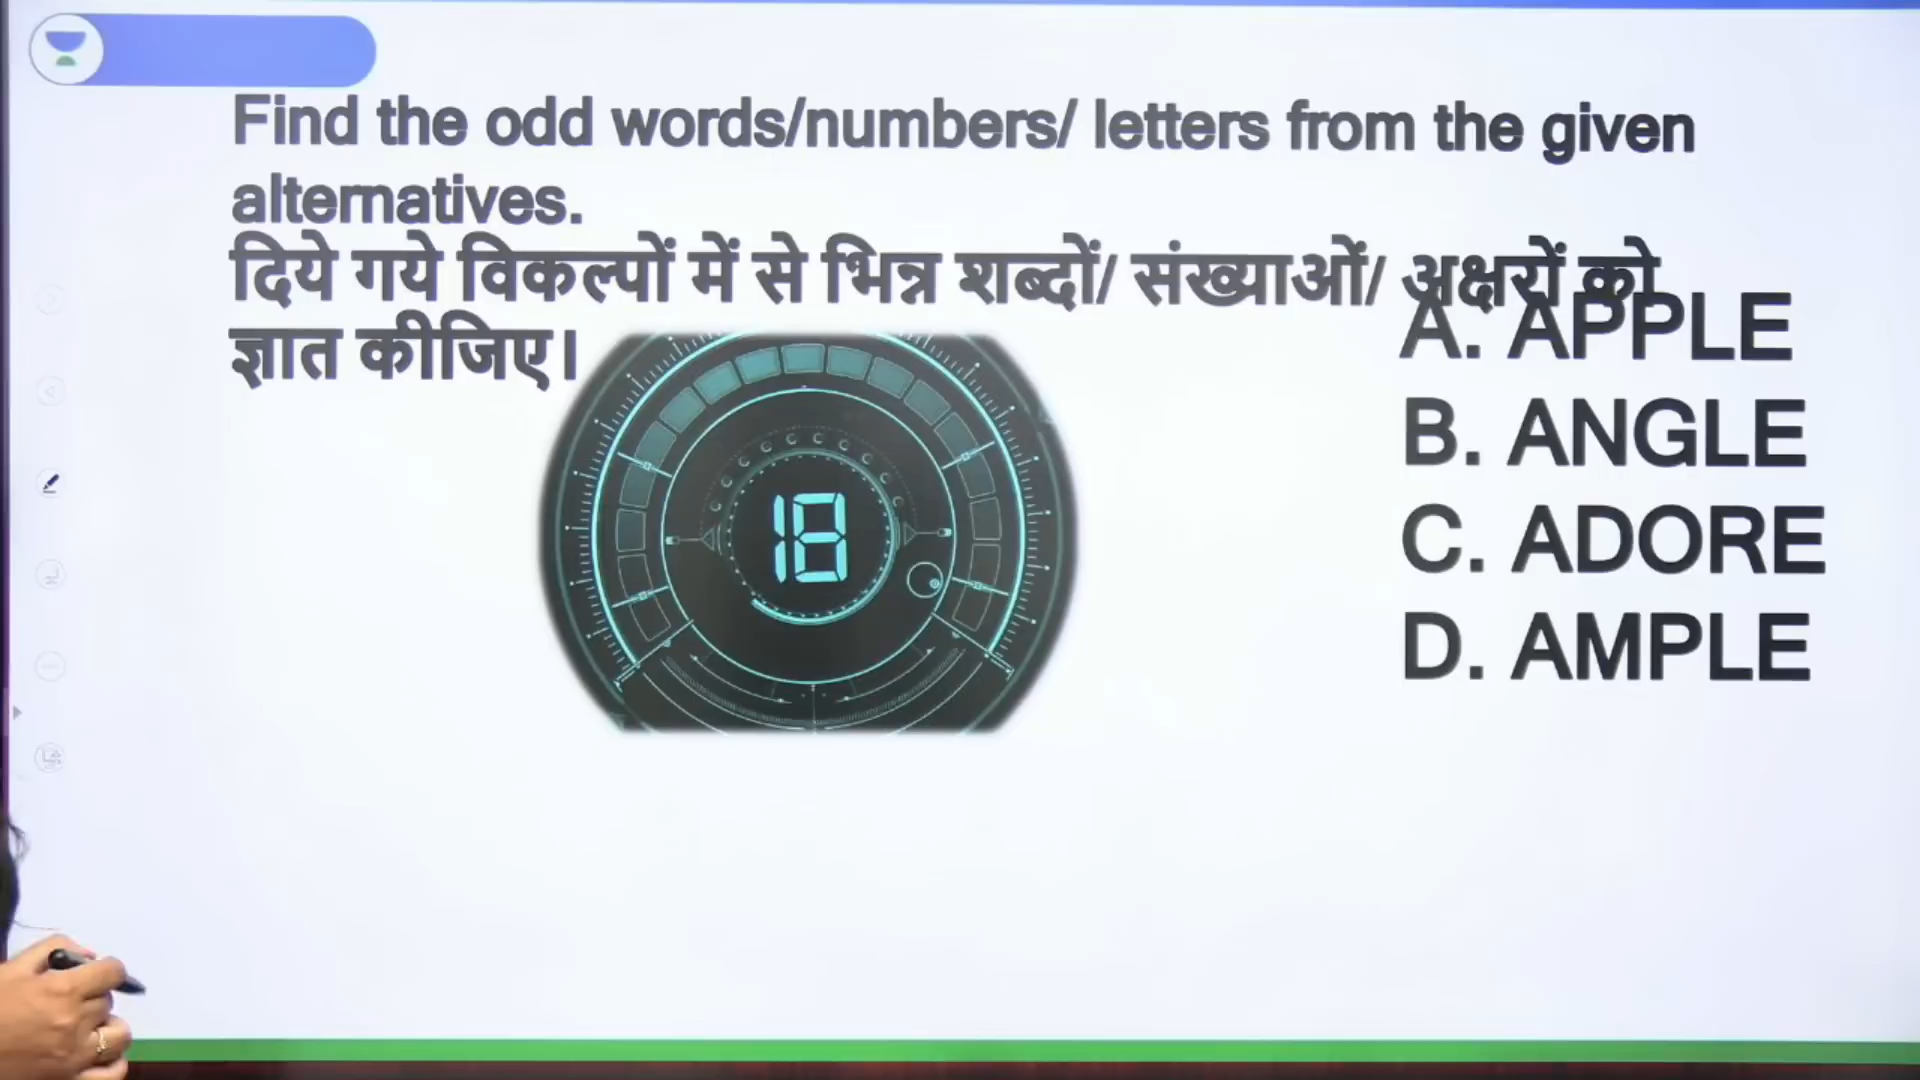 Find the odd words/numbers/ letters from the given
alternatives.
दिये गये विकल्पों में से भिन्न शब्दों/ संख्याओं/ अक्षरों को
ज्ञात कीजिए।
A. APPLE
B. ANGLE
C. ADORE
D. AMPLE
18